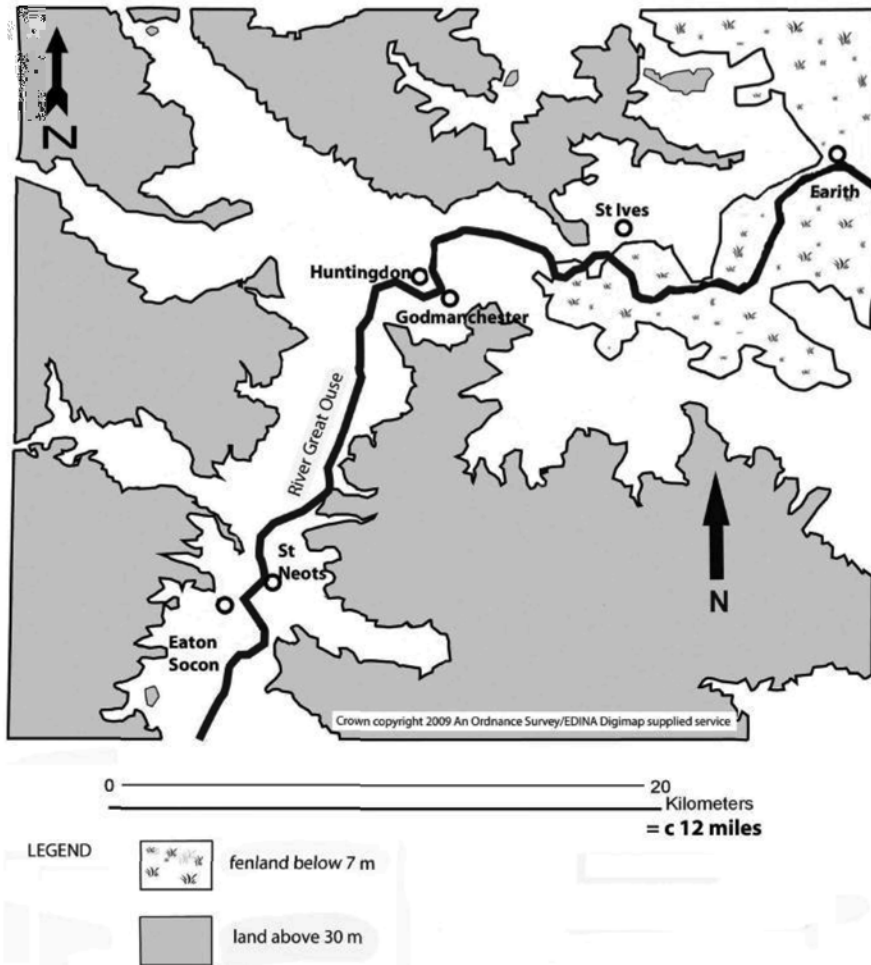 N
St Ives
Earith
Huntingdon
Godmanchester
River Great Ouse
St
Neots
N
Eaton
Socon
Crown copyright 2009 An Ordnance Survey/EDINA Digimap supplied service
0 20
Kilometers
= c 12 miles
LEGEND
fenland below 7 m
land above 30 m